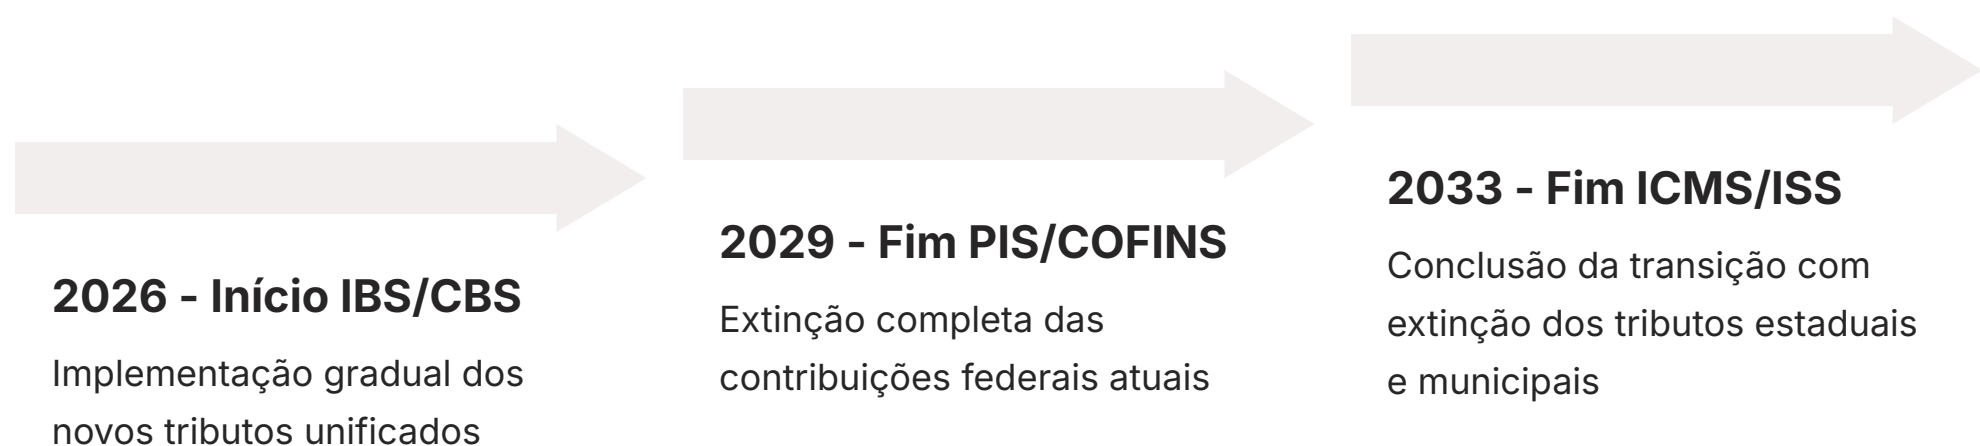 2026 - Início IBS/CBS
Implementação gradual dos
novos tributos unificados
2029 - Fim PIS/COFINS
Extinção completa das
contribuições federais atuais
2033 - Fim ICMS/ISS
Conclusão da transição com
extinção dos tributos estaduais
e municipais